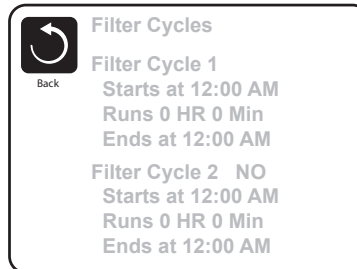 Filter Cycles
Back
Filter Cycle 1
Starts at 12:00 AM
Runs 0 HR 0 Min
Ends at 12:00 AM
Filter Cycle 2 NO
Starts at 12:00 AM
Runs 0 HR 0 Min
Ends at 12:00 AM